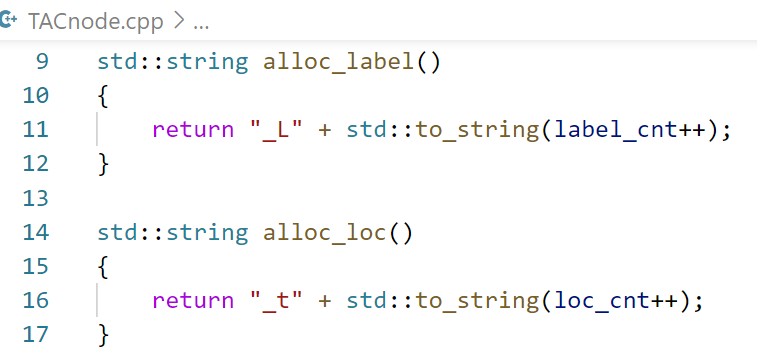 C++ TACnode.cpp > ...
9 std::string alloc_label()
10 {
11     return "_L" + std::to_string(label_cnt++);
12 }
13
14 std::string alloc_loc()
15 {
16     return "_t" + std::to_string(loc_cnt++);
17 }